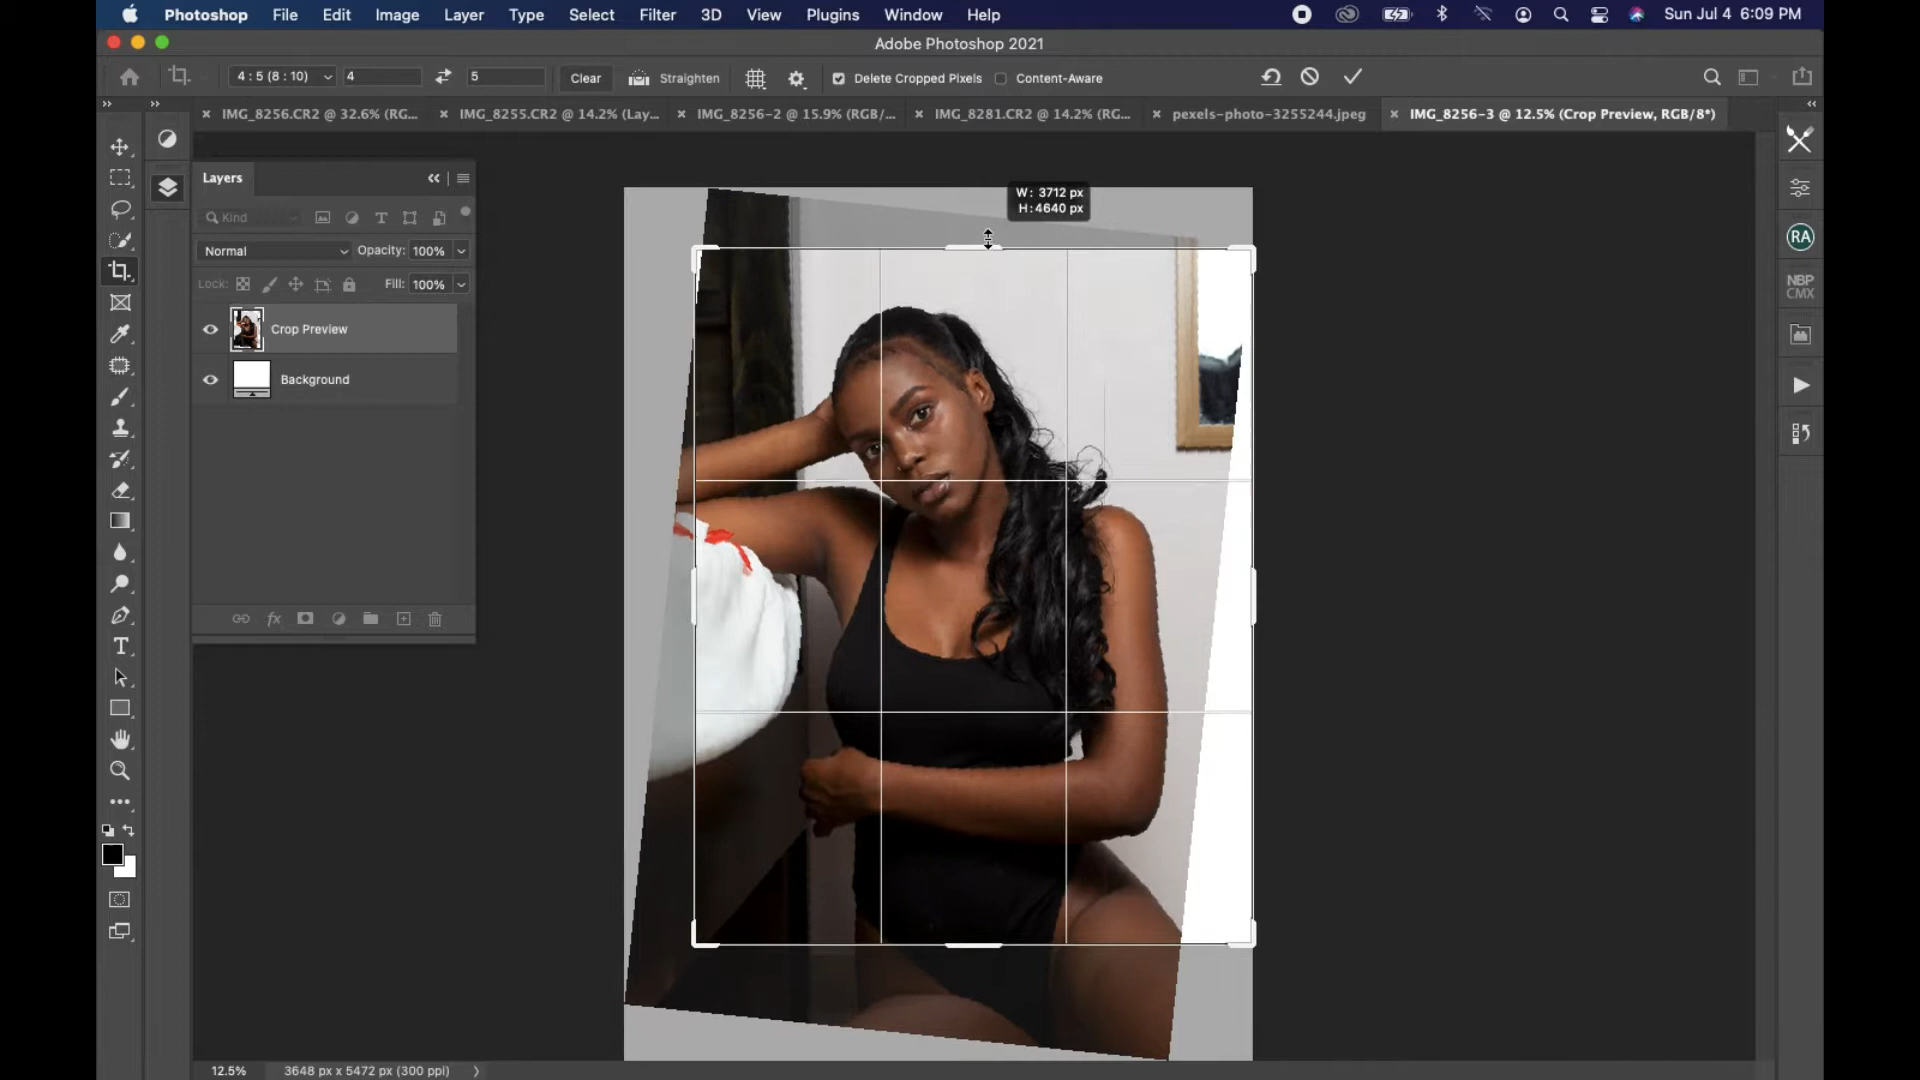 Photoshop File Edit Image Layer Type Select Filter 3D View Plugins Window Help Sun Jul 4 6:09 PM
Adobe Photoshop 2021
4 : 5 (8 : 10) 4 5 Clear Straighten Delete Cropped Pixels Content-Aware
IMG_8256.CR2 @ 32.6% (RG... IMG_8255.CR2 @ 14.2% (Lay... IMG_8256-2 @ 15.9% (RGB/... IMG_8281.CR2 @ 14.2% (RG... pexels-photo-3255244.jpeg IMG_8256-3 @ 12.5% (Crop Preview, RGB/8*)
Layers
W: 3712 px
H: 4640 px
Kind
RA
Normal Opacity: 100%
Lock: Fill: 100%
NBP
CMX
Crop Preview
Background
12.5% 3648 px x 5472 px (300 ppi)